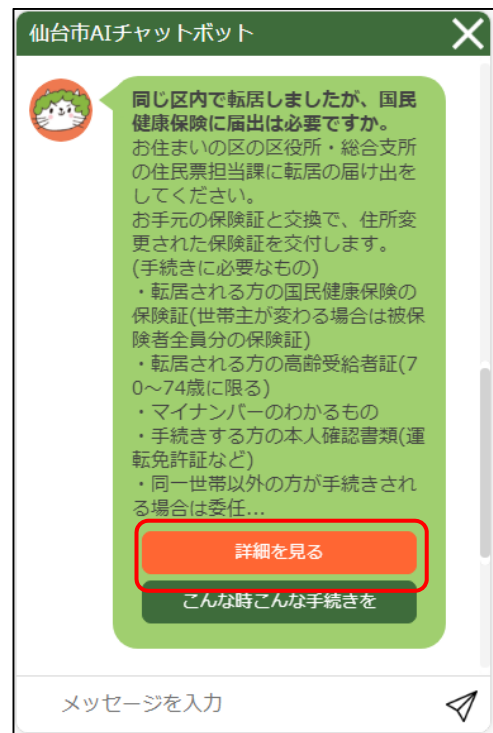 仙台市AIチャットボット
同じ区内で転居しましたが、国民
健康保険に届出は必要ですか。
お住まいの区の区役所・総合支所
の住民票担当課に転居の届け出を
してください。
お手元の保険証と交換で、住所変
更された保険証を交付します。
(手続きに必要なもの)
・転居される方の国民健康保険の
保険証(世帯主が変わる場合は被保
険者全員分の保険証)
・転居される方の高齢受給者証(7
0～74歳に限る)
・マイナンバーのわかるもの
・手続きする方の本人確認書類(運
転免許証など)
・同一世帯以外の方が手続きされ
る場合は委任...
詳細を見る
こんな時こんな手続きを
メッセージを入力